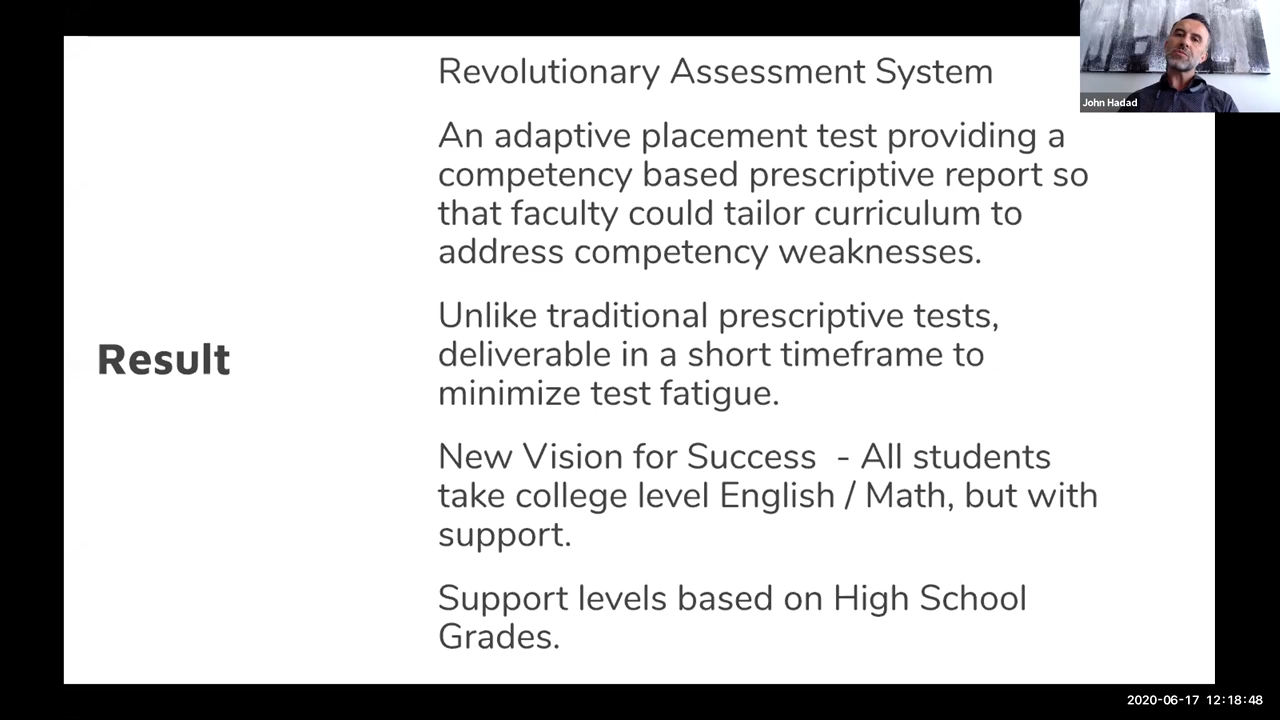 Revolutionary Assessment System
An adaptive placement test providing a
competency based prescriptive report so
that faculty could tailor curriculum to
address competency weaknesses.
Unlike traditional prescriptive tests,
deliverable in a short timeframe to
minimize test fatigue.
Result
New Vision for Success  - All students
take college level English / Math, but with
support.
Support levels based on High School
Grades.
John Hadad
2020-06-17 12:18:48